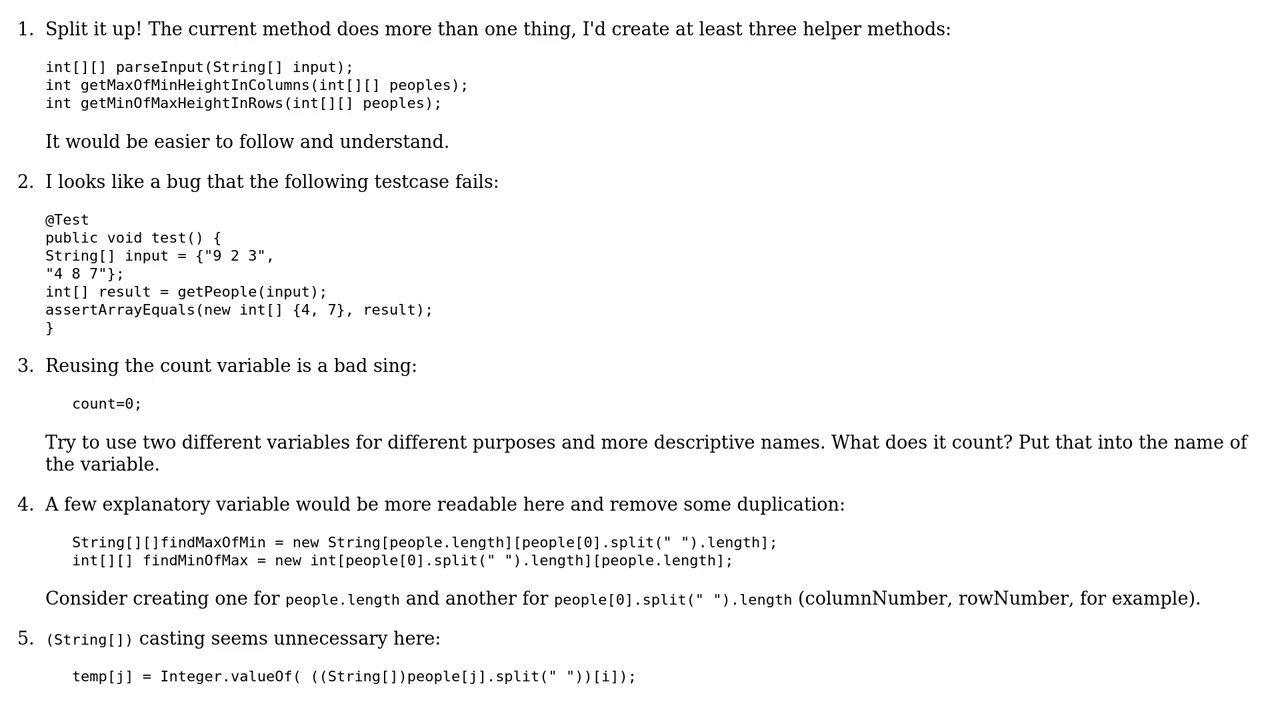 1. Split it up! The current method does more than one thing, I'd create at least three helper methods:
int[][] parseInput(String[] input);
int getMaxOfMinHeightInColumns(int[][] peoples);
int getMinOfMaxHeightInRows(int[][] peoples);
It would be easier to follow and understand.
2. I looks like a bug that the following testcase fails:
@Test
public void test() {
String[] input = {"9 2 3",
"4 8 7"};
int[] result = getPeople(input);
assertArrayEquals(new int[] {4, 7}, result);
}
3. Reusing the count variable is a bad sing:
count=0;
Try to use two different variables for different purposes and more descriptive names. What does it count? Put that into the name of
the variable.
4. A few explanatory variable would be more readable here and remove some duplication:
String[][]findMaxOfMin = new String[people.length][people[0].split(" ").length];
int[][] findMinOfMax = new int[people[0].split(" ").length][people.length];
Consider creating one for people.length and another for people[0].split(" ").length (columnNumber, rowNumber, for example).
5. (String[]) casting seems unnecessary here:
temp[j] = Integer.valueOf( ((String[])people[j].split(" "))[i]);